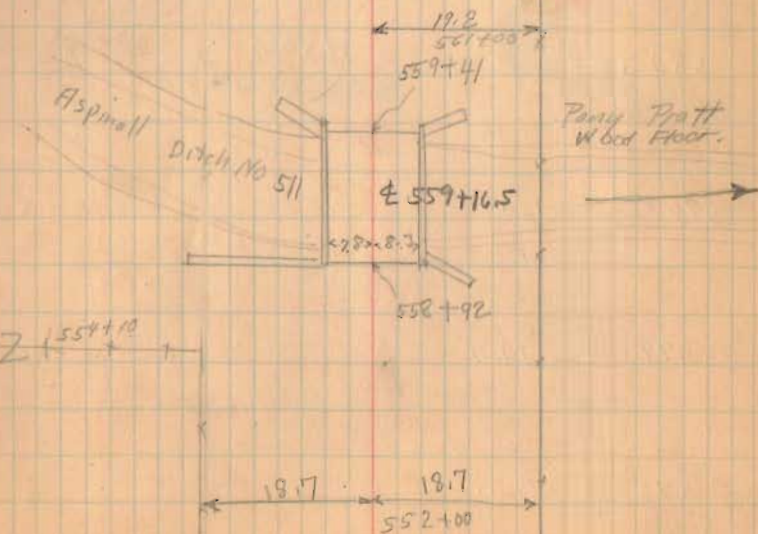 19.2
561+00
559+41
Aspinall
Pony Pratt
Wood Floor.
Ditch No 511
℄ 559+16.5
7.8 8.3
558+92
554+10
18.7 18.7
552+00